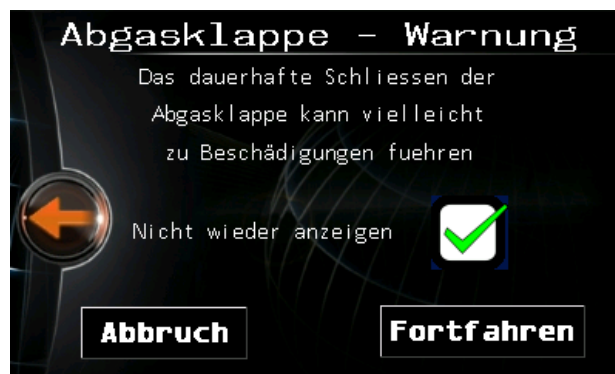 Abgasklappe - Warnung
Das dauerhafte Schliessen der
Abgasklappe kann vielleicht
zu Beschädigungen fuehren
Nicht wieder anzeigen
Abbruch
Fortfahren